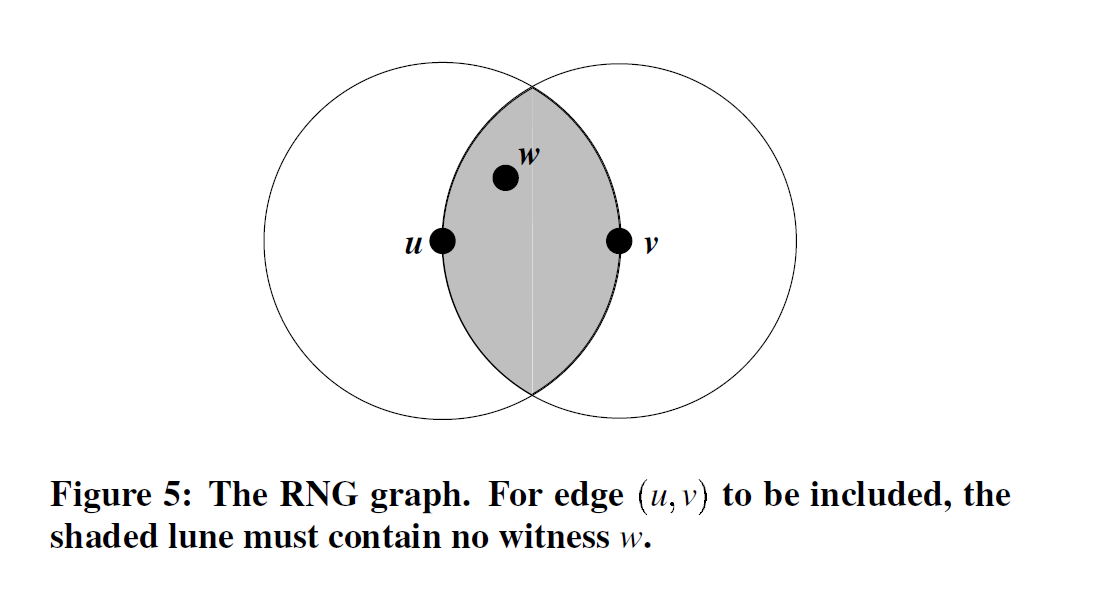 w
u
v
Figure 5: The RNG graph. For edge (u, v) to be included, the
shaded lune must contain no witness w.